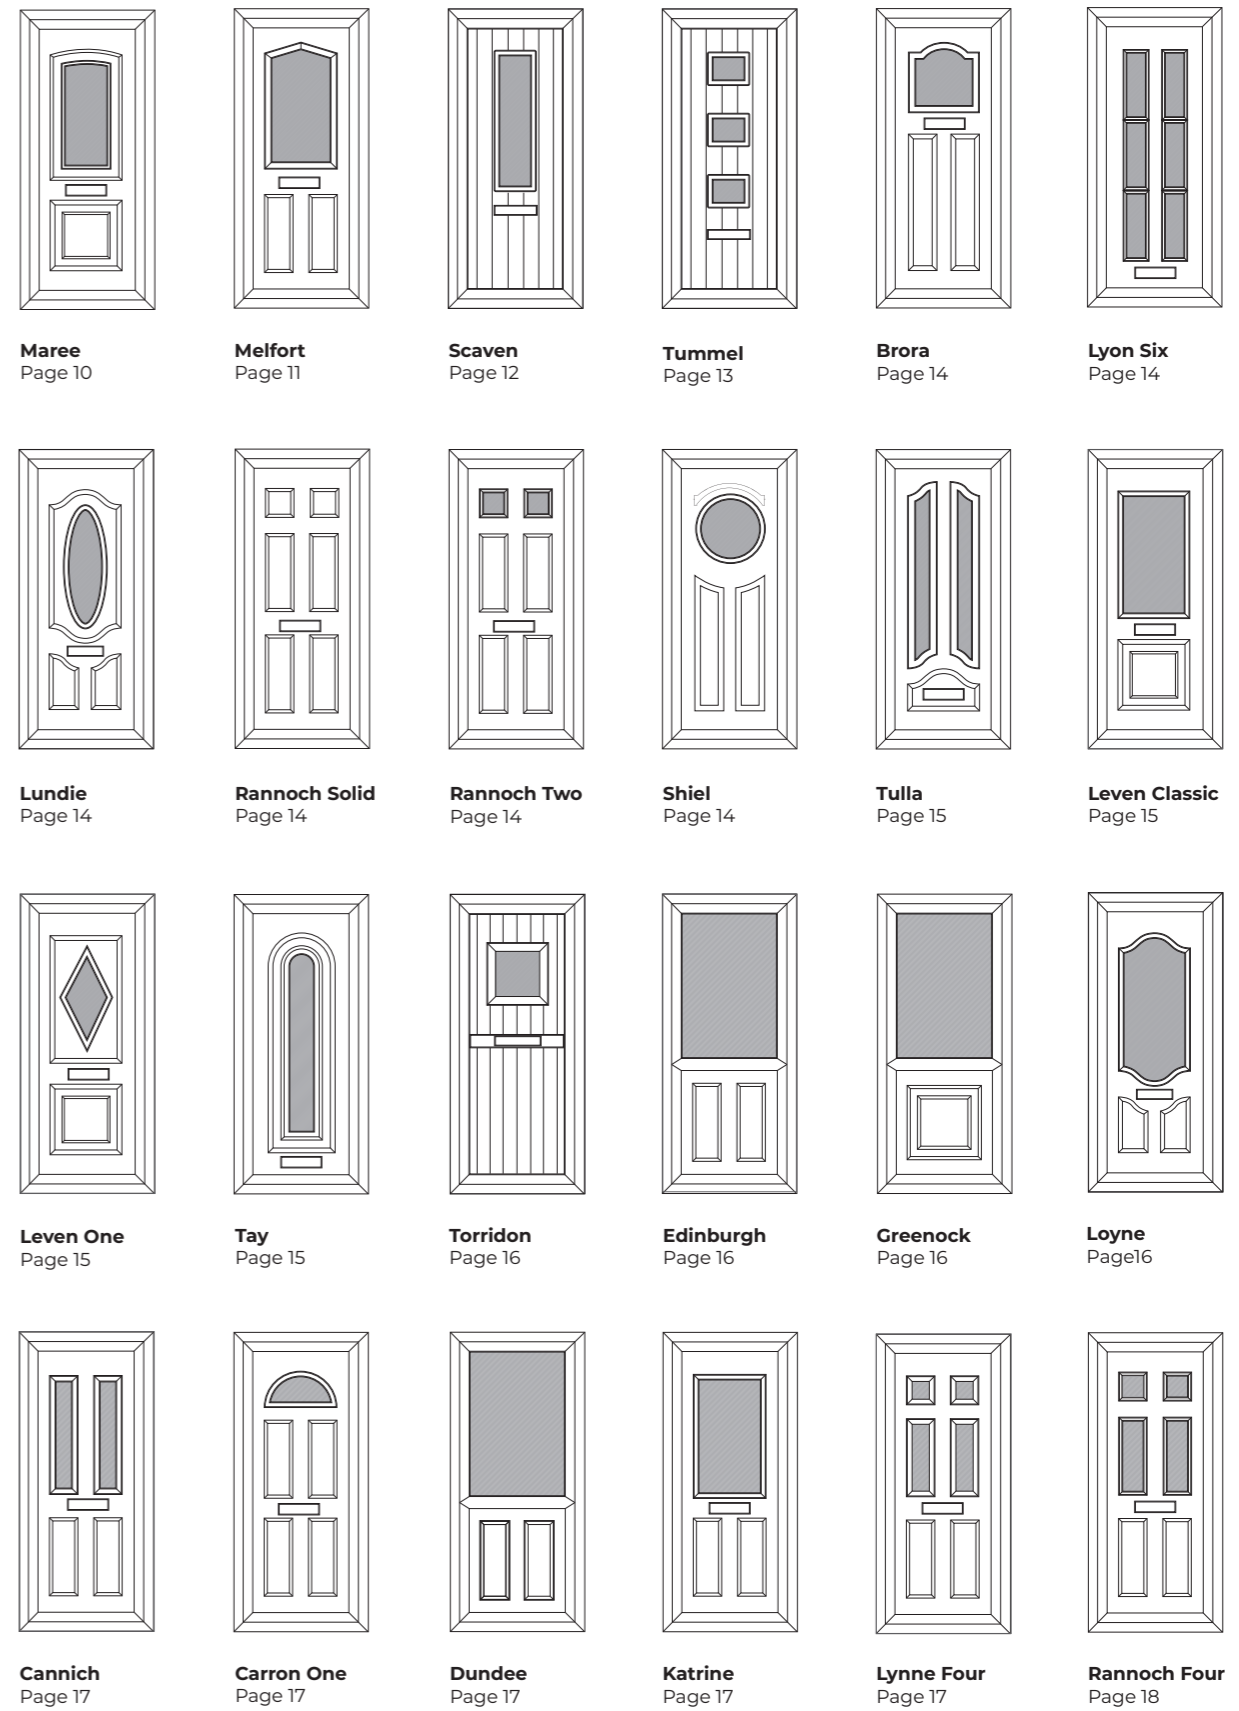 Maree
Page 10
Melfort
Page 11
Scaven
Page 12
Tummel
Page 13
Brora
Page 14
Lyon Six
Page 14
Lundie
Page 14
Rannoch Solid
Page 14
Rannoch Two
Page 14
Shiel
Page 14
Tulla
Page 15
Leven Classic
Page 15
Leven One
Page 15
Tay
Page 15
Torridon
Page 16
Edinburgh
Page 16
Greenock
Page 16
Loyne
Page16
Cannich
Page 17
Carron One
Page 17
Dundee
Page 17
Katrine
Page 17
Lynne Four
Page 17
Rannoch Four
Page 18